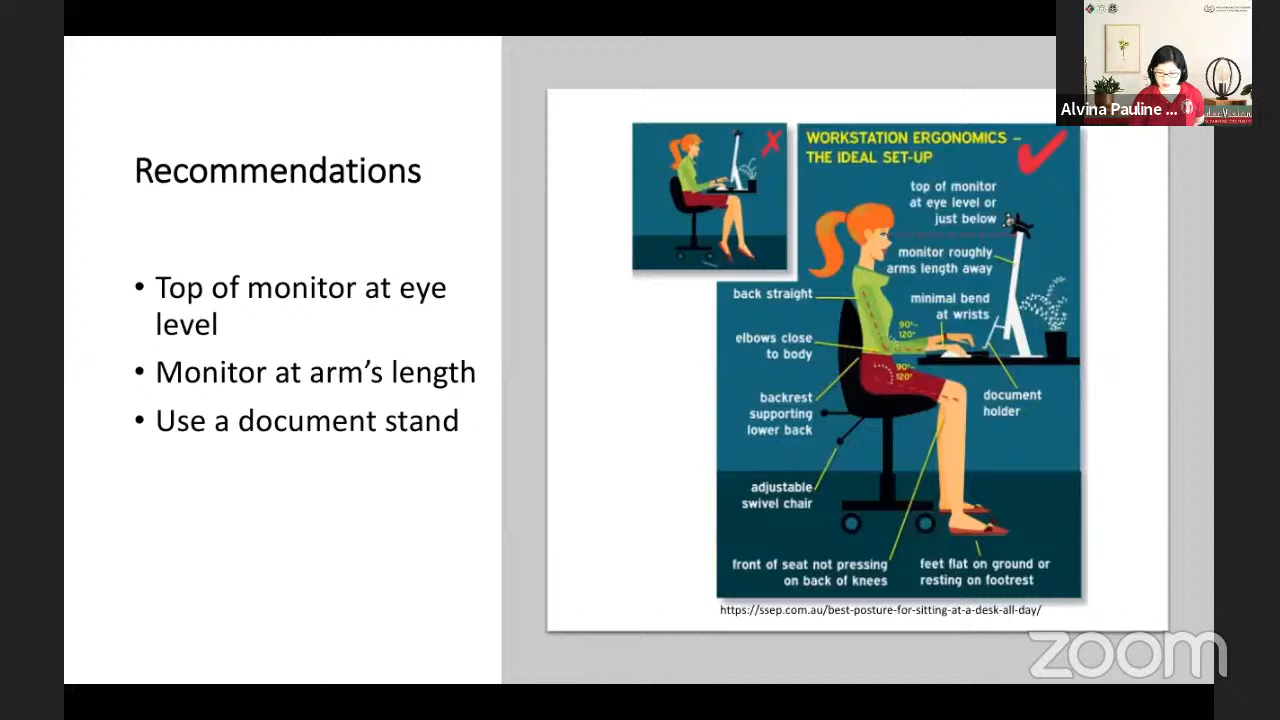 Recommendations
• Top of monitor at eye
level
• Monitor at arm's length
• Use a document stand
WORKSTATION ERGONOMICS –
THE IDEAL SET-UP
top of monitor
at eye level or
just below
monitor roughly
arms length away
back straight
minimal bend
at wrists
90°-
120°
elbows close
to body
90°-
120°
backrest
supporting
lower back
document
holder
adjustable
swivel chair
front of seat not pressing
on back of knees
feet flat on ground or
resting on footrest
https://ssep.com.au/best-posture-for-sitting-at-a-desk-all-day/
Alvina Pauline ...
zoom